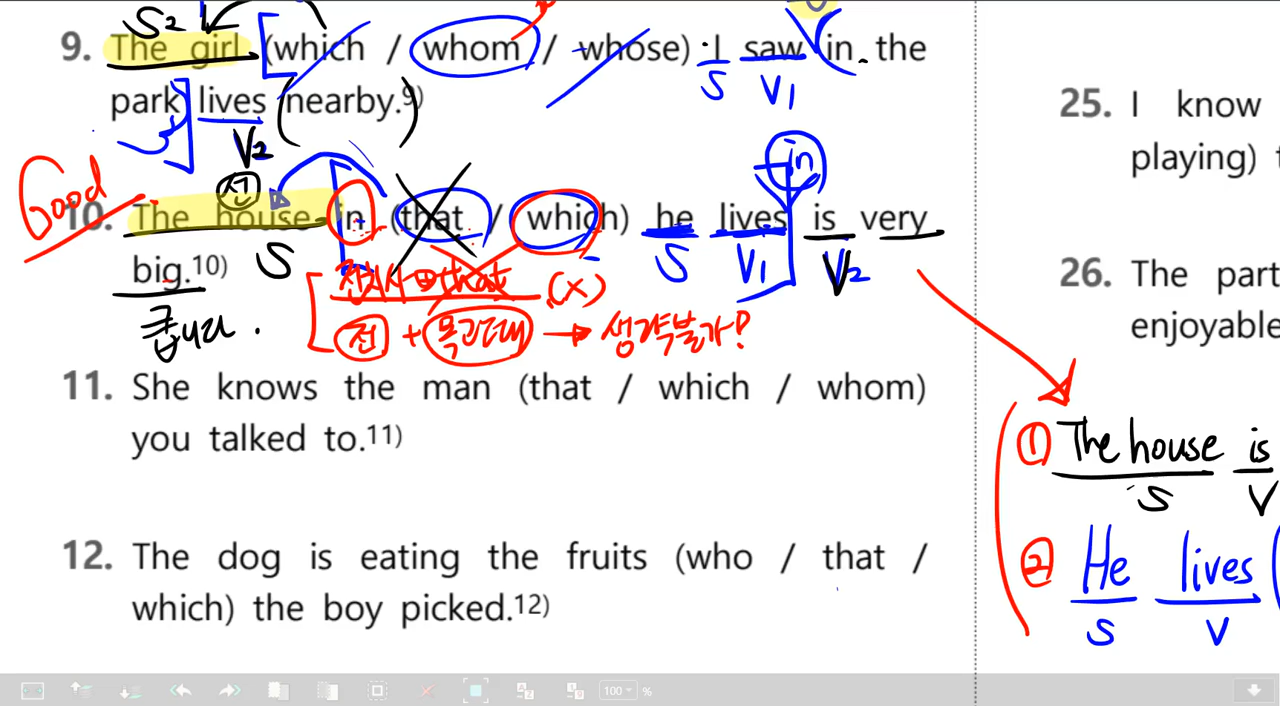 S2
9. The girl (which / whom / whose) I saw in the
S V1
park lives nearby.9)
V2
Good
선
in
10. The house in (that / which) he lives is very
S S V1 V2
big.10) 전치사 + that (X)
큽니다. 전 + 목관대 → 생략불가!
11. She knows the man (that / which / whom)
you talked to.11)
12. The dog is eating the fruits (who / that /
which) the boy picked.12)
25. I know
playing)
26. The part
enjoyable
① The house is
S V
② He lives (
S V
100 %